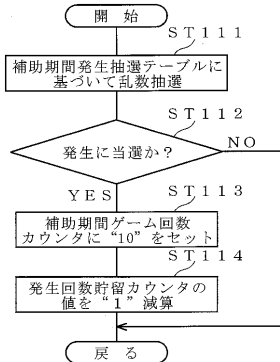 開　始
ST111
補助期間発生抽選テーブルに
基づいて乱数抽選
ST112
発生に当選か？
NO
YES
ST113
補助期間ゲーム回数
カウンタに“10”をセット
ST114
発生回数貯留カウンタの
値を“1”減算
戻　る